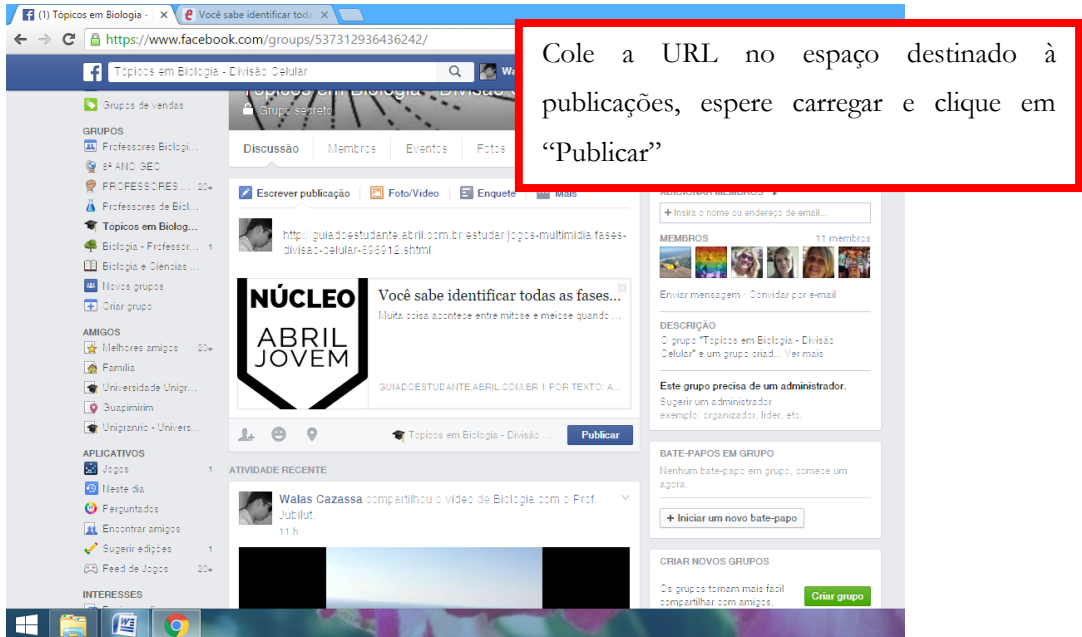 (1) Tópicos em Biologia -
Você sabe identificar toda
https://www.facebook.com/groups/537312936436242/
Tópicos em Biologia - Divisão Celular
Wa
Cole a URL no espaço destinado à
publicações, espere carregar e clique em
“Publicar”
Grupos de vendas
GRUPOS
Professores Biologi...
8º ANO GEO
PROFESSORES ... 20+
Professores de Biol...
Tópicos em Biolog...
Biologia - Professor... 1
Biologia e Ciências ...
Novos grupos
Criar grupo
AMIGOS
Melhores amigos 20+
Família
Universidade Unigr...
Guapimirim
Unigranrio - Univers...
APLICATIVOS
Jogos 1
Neste dia
Perguntados
Encontrar amigos
Sugerir edições 1
Feed de Jogos 20+
INTERESSES
Tópicos em Biologia - Divisão C
Grupo secreto
Discussão Membros Eventos Fotos
Escrever publicação Foto/Vídeo Enquete Mais
http://guiadoestudante.abril.com.br/estudar/jogos-multimidia/fases-
divisao-celular-696912.shtml
NÚCLEO
ABRIL
JOVEM
Você sabe identificar todas as fases...
Muita coisa acontece entre mitose e meiose quando ...
GUIADOESTUDANTE.ABRIL.COM.BR | POR TEXTO: A...
Tópicos em Biologia - Divisão ... Publicar
ATIVIDADE RECENTE
Walas Cazassa compartilhou o vídeo de Biologia com o Prof.
Jubilut.
11 h
ADICIONAR MEMBROS
+ Insira o nome ou endereço de email...
MEMBROS 11 membros
Enviar mensagem · Convidar por e-mail
DESCRIÇÃO
O grupo "Tópicos em Biologia - Divisão
Celular" é um grupo criad... Ver mais
Este grupo precisa de um administrador.
Sugerir um administrador
exemplo: organizador, líder, etc.
BATE-PAPOS EM GRUPO
Nenhum bate-papo em grupo, comece um
agora.
+ Iniciar um novo bate-papo
CRIAR NOVOS GRUPOS
Os grupos tornam mais fácil
compartilhar com amigos,
Criar grupo